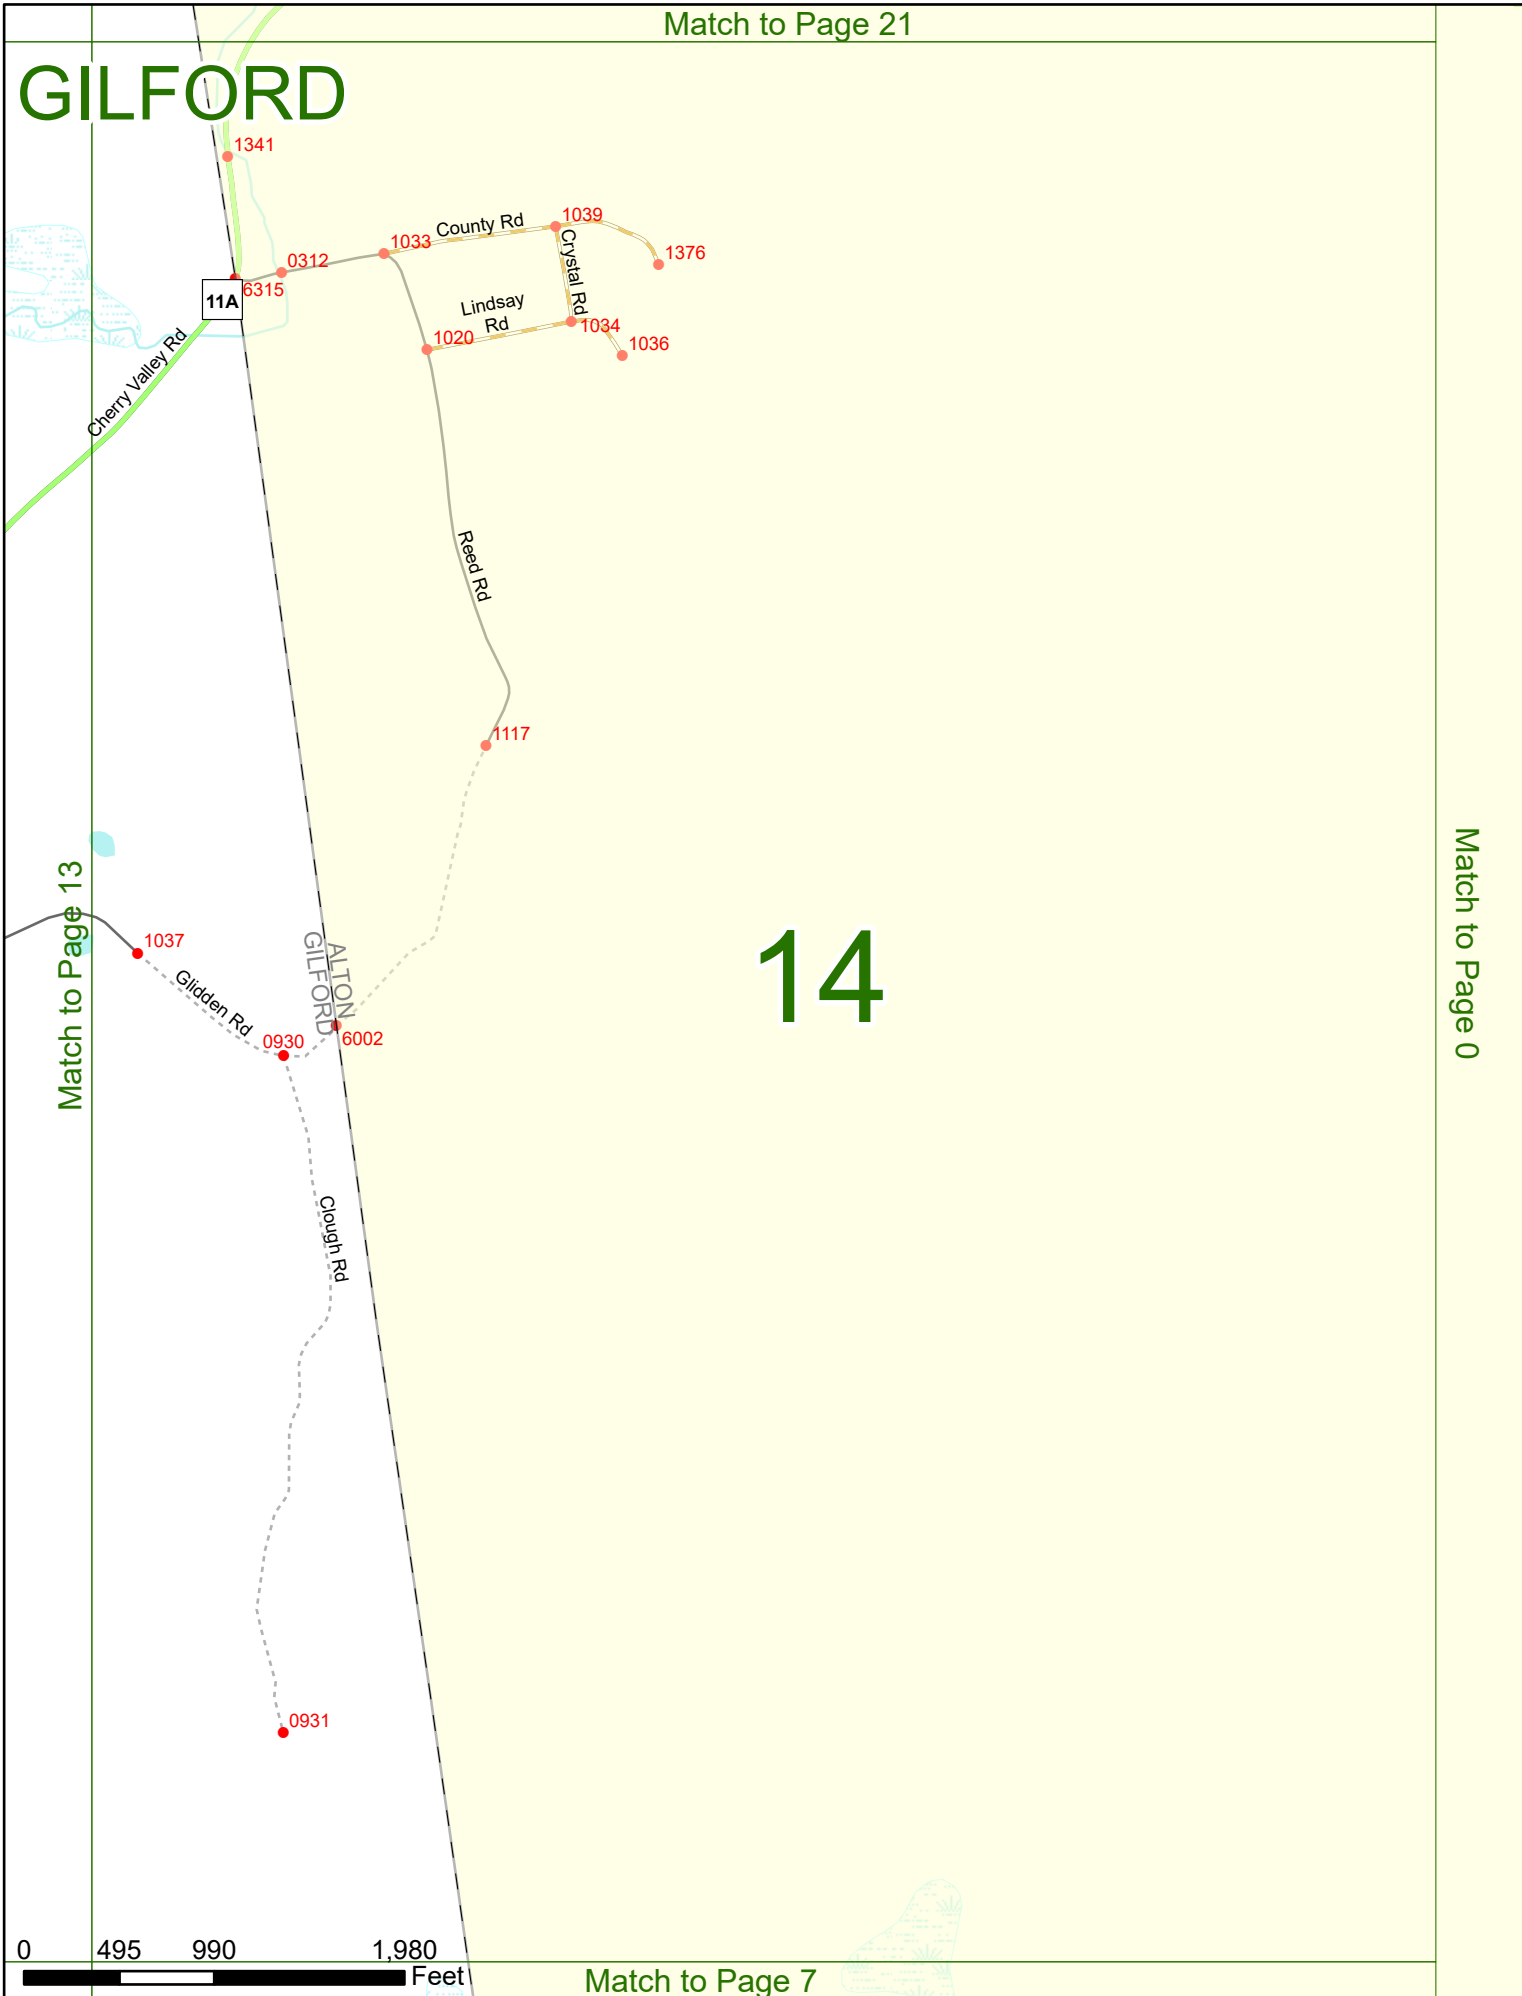 Match to Page 21
GILFORD
1341
County Rd
1039
1033
0312
1376
Crystal Rd
6315
11A
Lindsay
Rd
1034
1020
1036
Cherry Valley Rd
Reed Rd
1117
Match to Page 13
Match to Page 0
1037
ALTON
GILFORD
14
Glidden Rd
0930
6002
Clough Rd
0931
0 495 990 1,980
Feet
Match to Page 7